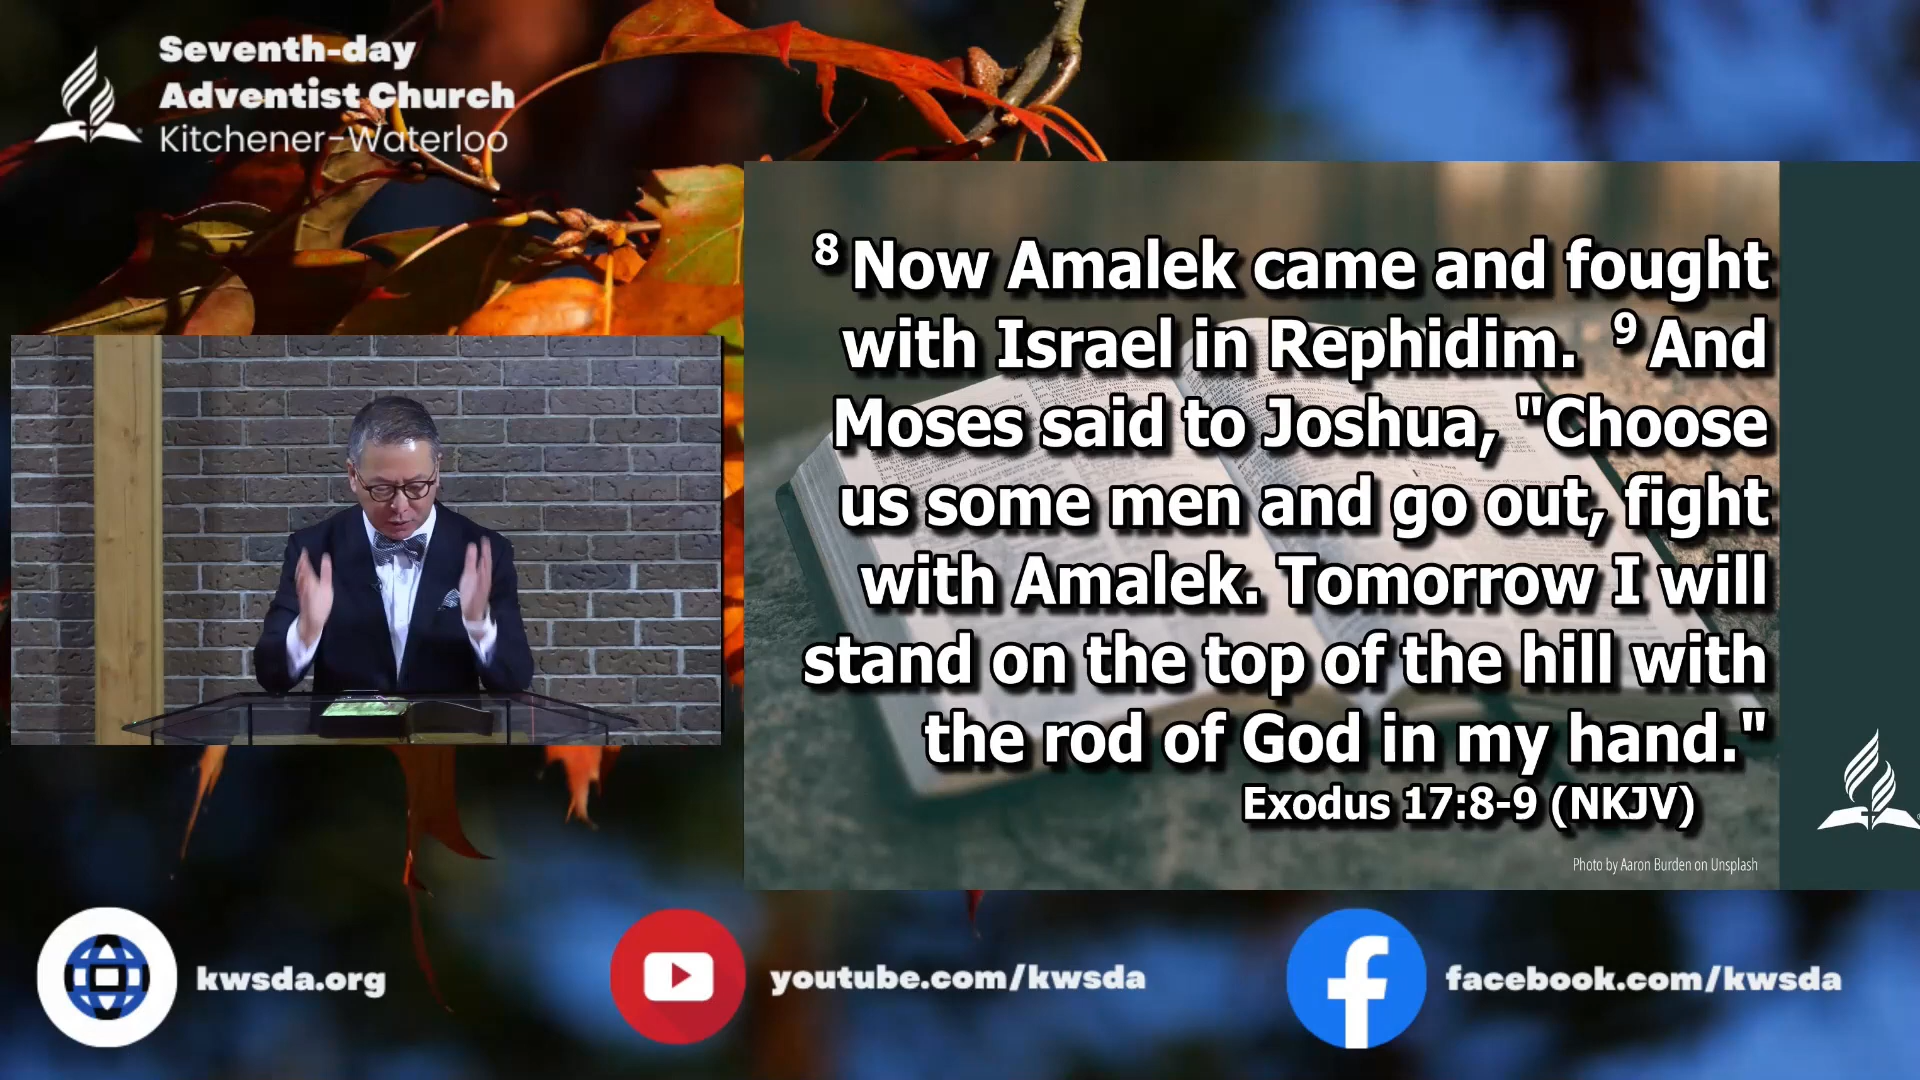 Seventh-day
Adventist Church
Kitchener-Waterloo
8 Now Amalek came and fought
with Israel in Rephidim. 9 And
Moses said to Joshua, "Choose
us some men and go out, fight
with Amalek. Tomorrow I will
stand on the top of the hill with
the rod of God in my hand."
Exodus 17:8-9 (NKJV)
Photo by Aaron Burden on Unsplash
kwsda.org
youtube.com/kwsda
facebook.com/kwsda